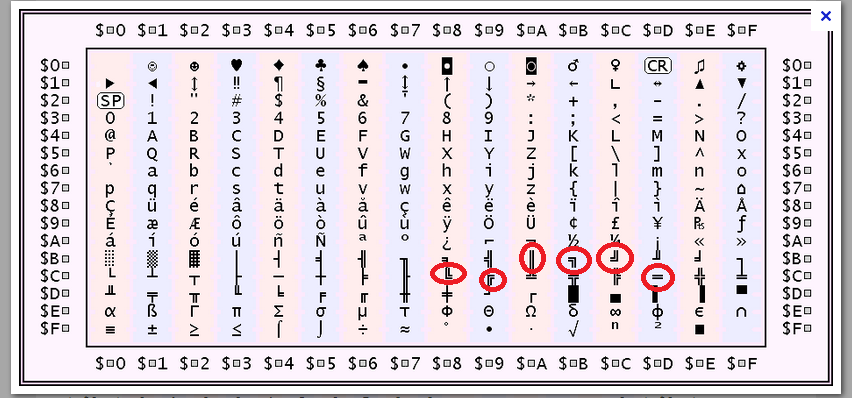 $□0 $□1 $□2 $□3 $□4 $□5 $□6 $□7 $□8 $□9 $□A $□B $□C $□D $□E $□F
$0□ ☺ ☻ ♥ ♦ ♣ ♠ • ◘ ○ ◙ ♂ ♀ CR ♫ ☼ $0□
$1□ ► ◄ ↕ ‼ ¶ § ▬ ↨ ↑ ↓ → ← ∟ ↔ ▲ ▼ $1□
$2□ SP ! " # $ % & ' ( ) * + , - . / $2□
$3□ 0 1 2 3 4 5 6 7 8 9 : ; < = > ? $3□
$4□ @ A B C D E F G H I J K L M N O $4□
$5□ P Q R S T U V W X Y Z [ \ ] ^ x $5□
$6□ ` a b c d e f g h i j k l m n o $6□
$7□ p q r s t u v w x y z { | } ~ ⌂ $7□
$8□ Ç ü é â ä à å ç ê ë è ï î ì Ä Å $8□
$9□ É æ Æ ô ö ò û ù ÿ Ö Ü ¢ £ ¥ ₧ ƒ $9□
$A□ á í ó ú ñ Ñ ª º ¿ ⌐ ¬ ½ ¼ ¡ « » $A□
$B□ ░ ▒ ▓ │ ┤ ╡ ╢ ╖ ╕ ╣ ║ ╗ ╝ ╜ ╛ ┐ $B□
$C□ └ ┴ ┬ ├ ─ ┼ ╞ ╟ ╚ ╔ ╩ ╦ ╠ ═ ╬ ╧ $C□
$D□ ╨ ╤ ╥ ╙ ╘ ╒ ╓ ╫ ╪ ┘ ┌ █ ▄ ▌ ▐ ▀ $D□
$E□ α ß Γ π Σ σ µ τ Φ Θ Ω δ ∞ φ ε ∩ $E□
$F□ ≡ ± ≥ ≤ ⌠ ⌡ ÷ ≈ ° • · √ ⁿ ² ■ $F□
$□0 $□1 $□2 $□3 $□4 $□5 $□6 $□7 $□8 $□9 $□A $□B $□C $□D $□E $□F